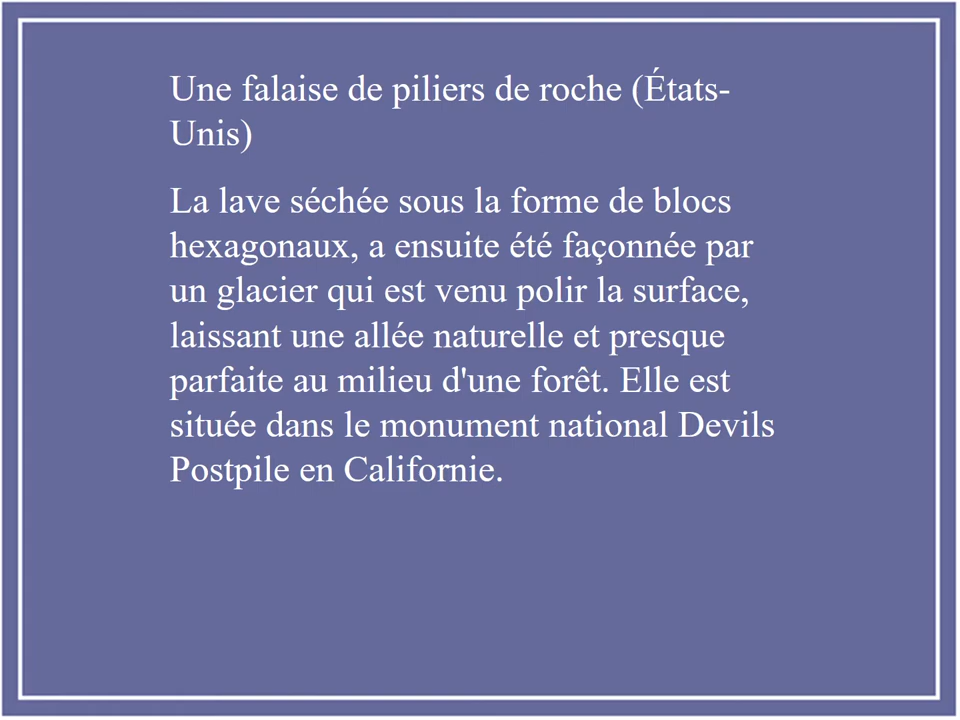 Une falaise de piliers de roche (États-
Unis)
La lave séchée sous la forme de blocs
hexagonaux, a ensuite été façonnée par
un glacier qui est venu polir la surface,
laissant une allée naturelle et presque
parfaite au milieu d'une forêt. Elle est
située dans le monument national Devils
Postpile en Californie.